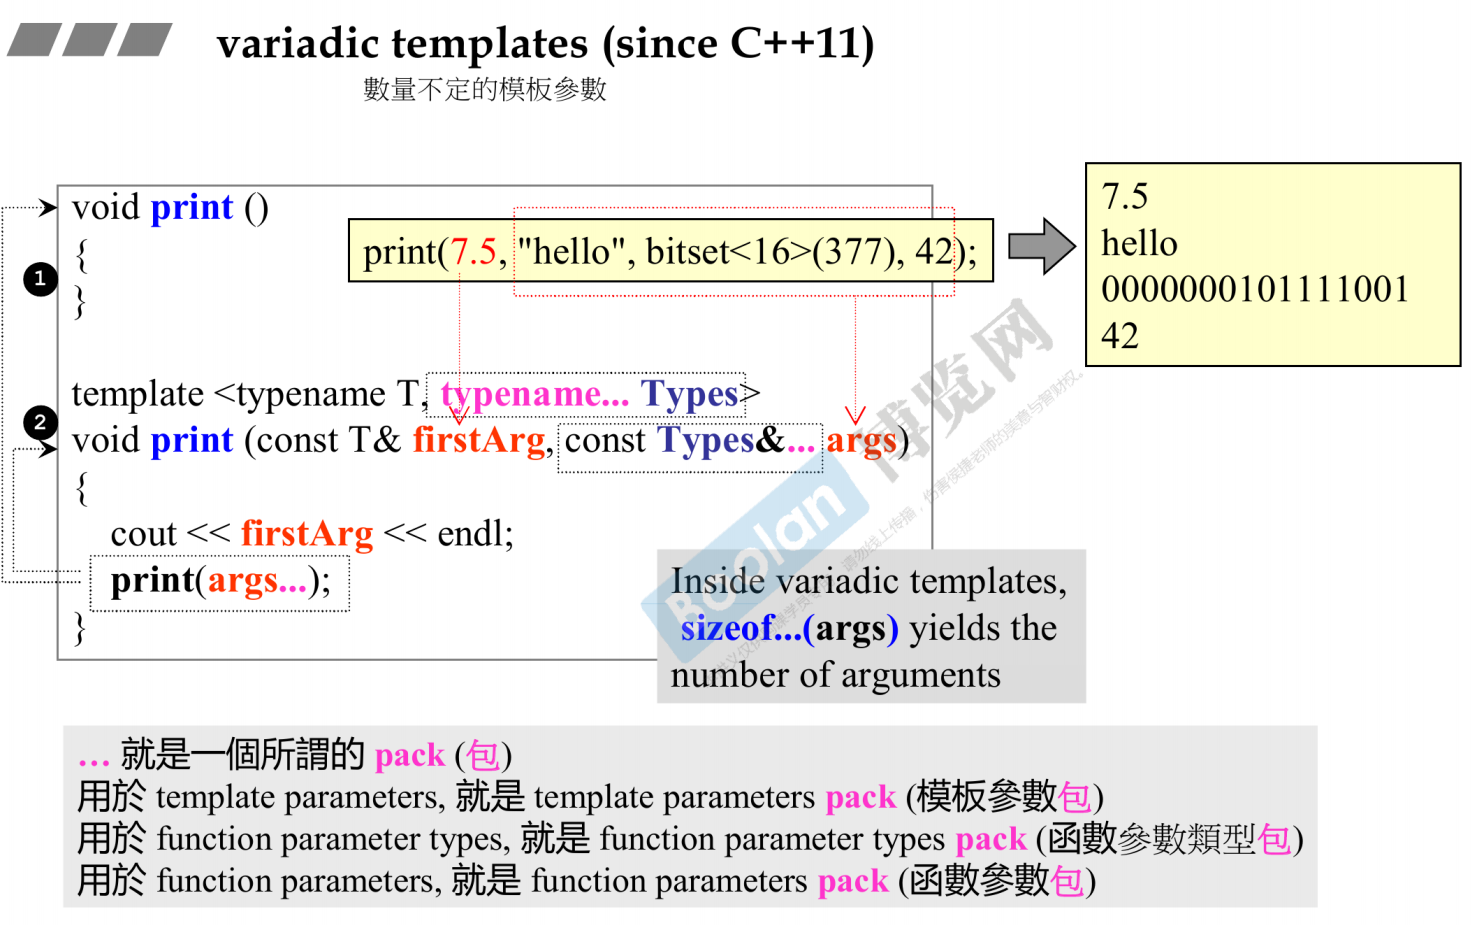 variadic templates (since C++11)
數量不定的模板參數
void print ()
{
}
1
print(7.5, "hello", bitset<16>(377), 42);
7.5
hello
0000000101111001
42
template <typename T, typename... Types>
2
void print (const T& firstArg, const Types&... args)
{
cout << firstArg << endl;
print(args...);
}
Inside variadic templates,
sizeof...(args) yields the
number of arguments
Boolan
博览网
... 就是一個所謂的 pack (包)
用於 template parameters, 就是 template parameters pack (模板參數包)
用於 function parameter types, 就是 function parameter types pack (函數參數類型包)
用於 function parameters, 就是 function parameters pack (函數參數包)